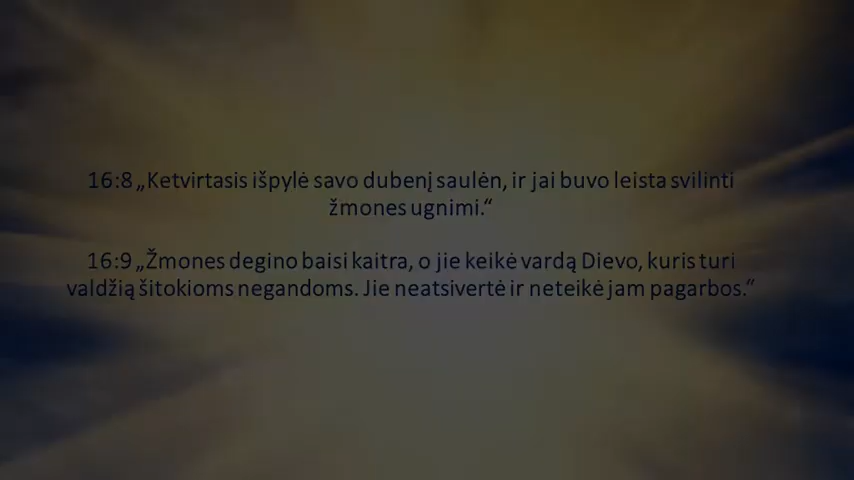 16:8 „Ketvirtasis išpylė savo dubenį saulėn, ir jai buvo leista svilinti
žmones ugnimi.“
16:9 „Žmones degino baisi kaitra, o jie keikė vardą Dievo, kuris turi
valdžią šitokioms negandoms. Jie neatsivertė ir neteikė jam pagarbos.“